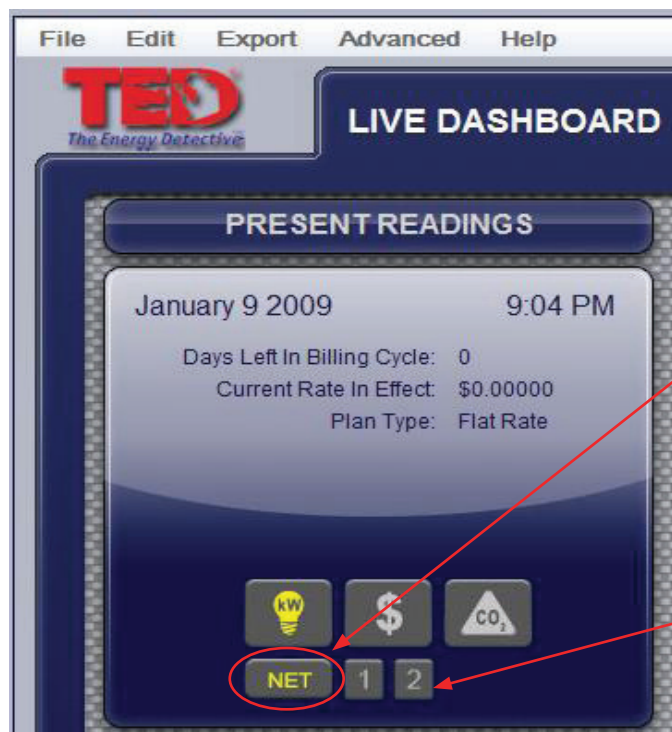 File Edit Export Advanced Help
TED
The Energy Detective
LIVE DASHBOARD
PRESENT READINGS
January 9 2009 9:04 PM
Days Left In Billing Cycle: 0
Current Rate In Effect: $0.00000
Plan Type: Flat Rate
kW $ CO₂
NET 1 2